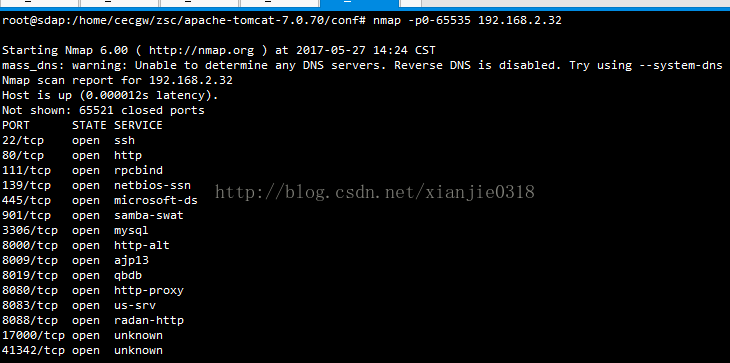 root@sdap:/home/cecgw/zsc/apache-tomcat-7.0.70/conf# nmap -p0-65535 192.168.2.32
Starting Nmap 6.00 ( http://nmap.org ) at 2017-05-27 14:24 CST
mass_dns: warning: Unable to determine any DNS servers. Reverse DNS is disabled. Try using --system-dns
Nmap scan report for 192.168.2.32
Host is up (0.000012s latency).
Not shown: 65521 closed ports
PORT      STATE SERVICE
22/tcp    open  ssh
80/tcp    open  http
111/tcp   open  rpcbind
139/tcp   open  netbios-ssn
http://blog.csdn.net/xianjie0318
445/tcp   open  microsoft-ds
901/tcp   open  samba-swat
3306/tcp  open  mysql
8000/tcp  open  http-alt
8009/tcp  open  ajp13
8019/tcp  open  qbdb
8080/tcp  open  http-proxy
8083/tcp  open  us-srv
8088/tcp  open  radan-http
17000/tcp open  unknown
41342/tcp open  unknown